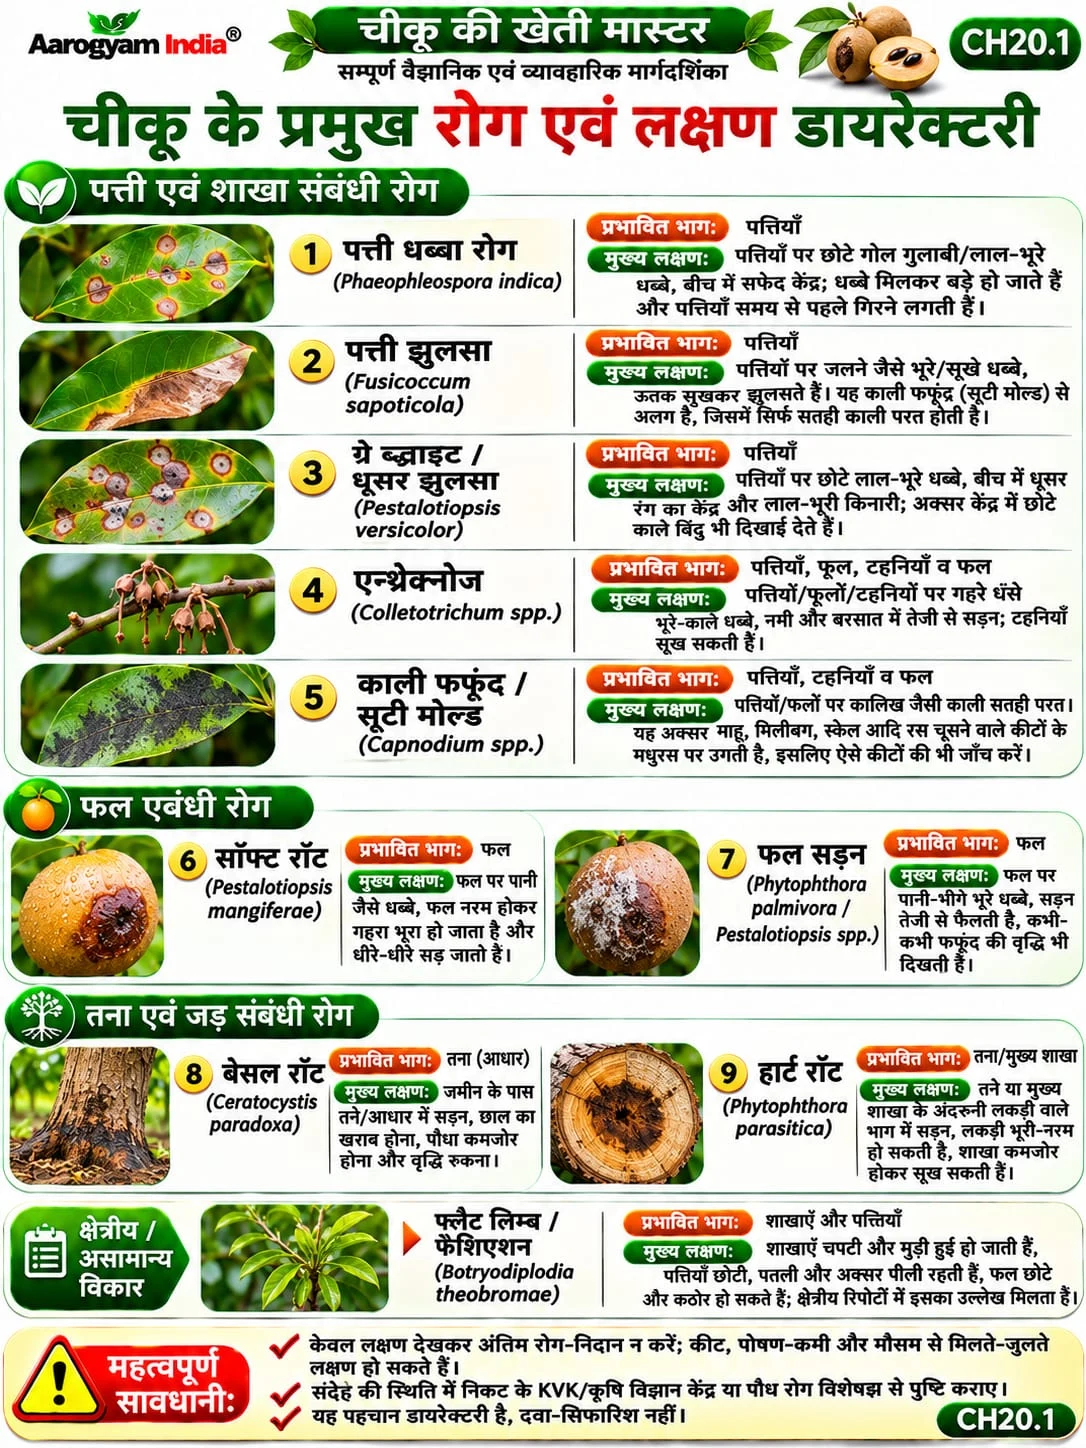 Aarogyam India®
चीकू की खेती मास्टर
सम्पूर्ण वैज्ञानिक एवं व्यावहारिक मार्गदर्शिका
CH20.1
चीकू के प्रमुख रोग एवं लक्षण डायरेक्टरी
पत्ती एवं शाखा संबंधी रोग
1 पत्ती धब्बा रोग
(Phaeophleospora indica)
प्रभावित भाग: पत्तियाँ
मुख्य लक्षण: पत्तियाँ पर छोटे गोल गुलाबी/लाल-भूरे
धब्बे, बीच में सफेद केंद्र; धब्बे मिलकर बड़े हो जाते हैं
और पत्तियाँ समय से पहले गिरने लगती हैं।
2 पत्ती झुलसा
(Fusicoccum
sapoticola)
प्रभावित भाग: पत्तियाँ
मुख्य लक्षण: पत्तियॉ पर जलने जैसे भूरे/सूखे धब्बे,
ऊतक सुखकर झुलसते हैं। यह काली फफूंद्र (सूटी मोल्ड) से
अलग है, जिसमें सिर्फ सतही काली परत होती है।
3 ग्रे ब्लाइट /
धूसर झुलसा
(Pestalotiopsis
versicolor)
प्रभावित भाग: पत्तियाँ
मुख्य लक्षण: पत्तियाँ पर छोटे लाल-भूरे धब्बे, बीच में धूसर
रंग का केंद्र और लाल-भूरी किनारी; अक्सर केंद्र में छोटे
काले बिंदु भी दिखाई देते हैं।
4 एन्थ्रेक्नोज
(Colletotrichum spp.)
प्रभावित भाग: पत्तियाँ, फूल, टहनियाँ व फल
मुख्य लक्षण: पत्तियों/फूलों/टहनियाँ पर गहरे धंसे
भूरे-काले धब्बे, नमी और बरसात में तेजी से सड़न; टहनियाँ
सूख सकती हैं।
5 काली फफूंद /
सूटी मोल्ड
(Capnodium spp.)
प्रभावित भाग: पत्तियाँ, टहनियाँ व फल
मुख्य लक्षण: पत्तियॉ/फलों पर कालिख जैसी काली सतही परत।
यह अक्सर माहू, मिलीबग, स्केल आदि रस चूसने वाले कीटों के
मधुरस पर उगती है, इसलिए ऐसे कीटों की भी जाँच करें।
फल एबंधी रोग
6 सॉफ्ट रॉट
(Pestalotiopsis
mangiferae)
प्रभावित भाग: फल
मुख्य लक्षण: फल पर पानी
जैसे धब्बे, फल नरम होकर
गहरा भूरा हो जाता है और
धीरे-धीरे सड़ जातो हैं।
7 फल सड़न
(Phytophthora
palmivora /
Pestalotiopsis spp.)
प्रभावित भाग: फल
मुख्य लक्षण: फल पर
पानी-भीगे भूरे धब्बे, सड़न
तेजी से फैलती है, कभी-
कभी फफूंद की वृद्धि भी
दिखती हैं।
तना एवं जड़ संबंधी रोग
8 बेसल रॉट
(Ceratocystis
paradoxa)
प्रभावित भाग: तना (आधार)
मुख्य लक्षण: जमीन के पास
तने/आधार में सड़न, छाल का
खराब होना, पौधा कमजोर
होना और वृद्धि रुकना।
9 हार्ट रॉट
(Phytophthora
parasitica)
प्रभावित भाग: तना/मुख्य शाखा
मुख्य लक्षण: तने या मुख्य
शाखा के अंदरुनी लकड़ी वाले
भाग में सड़न, लकड़ी भूरी-नरम
हो सकती है, शाखा कमजोर
होकर सूख सकती हैं।
क्षेत्रीय /
असामान्य
विकार
फ्लैट लिम्ब /
फैशिएशन
(Botryodiplodia
theobromae)
प्रभावित भाग: शाखाऍ और पत्तियाँ
मुख्य लक्षण: शाखाऍ चपटी और मुड़ी हुई हो जाती हैं,
पत्तियाँ छोटी, पतली और अक्सर पीली रहती हैं, फल छोटे
और कठोर हो सकते हैं; क्षेत्रीय रिपोर्टों में इसका उल्लेख मिलता हैं।
महत्वपूर्ण
सावधानी:
केवल लक्षण देखकर अंतिम रोग-निदान न करें; कीट, पोषण-कमी और मौसम से मिलते-जुलते
लक्षण हो सकते हैं।
संदेह की स्थिति में निकट के KVK/कृषि विज्ञान केंद्र या पौध रोग विशेषझ से पुष्टि कराए।
यह पहचान डायरेक्टरी है, दवा-सिफारिश नहीं।
CH20.1